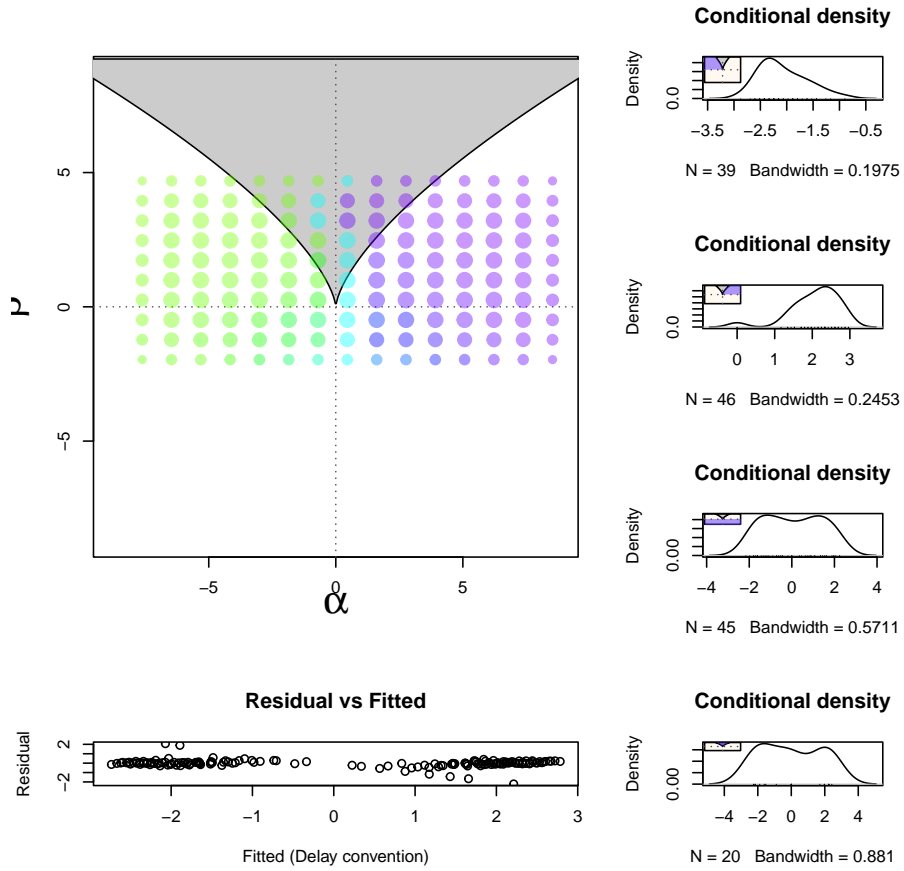 Conditional density
Density
0.0
−3.5 −2.5 −1.5 −0.5
N = 39 Bandwidth = 0.1975
5
0
−5
−5 0 5
α
Conditional density
Density
0.0
0 1 2 3
N = 46 Bandwidth = 0.2453
Conditional density
Density
0.00
−4 −2 0 2 4
N = 45 Bandwidth = 0.5711
Residual vs Fitted
Residual
2
−2
−2 −1 0 1 2 3
Fitted (Delay convention)
Conditional density
Density
0.00
−4 −2 0 2 4
N = 20 Bandwidth = 0.881